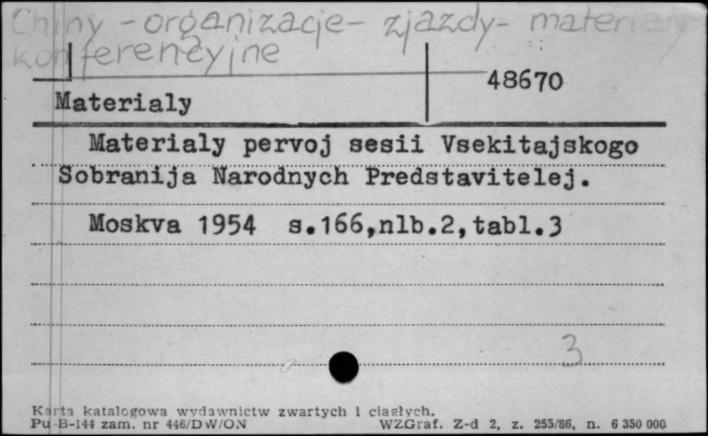 Chiny - organizacje - zjazdy - materiały
konferencyjne
48670
Materialy
Materialy pervoj sesii Vsekitajskogo
Sobranija Narodnych Predstavitelej.
Moskva 1954 s.166,nlb.2,tabl.3
3
Karta katalogowa wydawnictw zwartych i ciągłych.
Pu-B-144 zam. nr 446/DW/ON WZGraf. Z-d 2, z. 255/86, n. 6 350 000